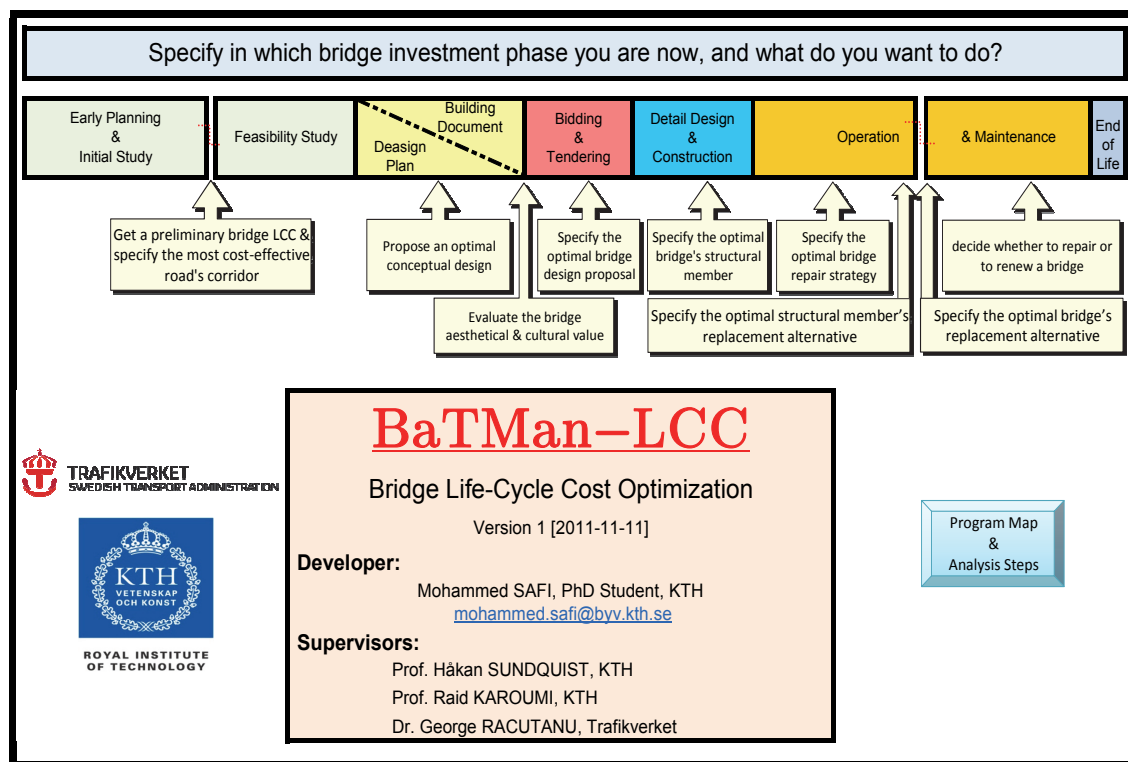 Specify in which bridge investment phase you are now, and what do you want to do?
Early Planning
&
Initial Study
Feasibility Study
Building
Document
Deasign
Plan
Bidding
&
Tendering
Detail Design
&
Construction
Operation
& Maintenance
End
of
Life
Get a preliminary bridge LCC &
specify the most cost-effective
road's corridor
Propose an optimal
conceptual design
Specify the
optimal bridge
design proposal
Specify the optimal
bridge's structural
member
Specify the
optimal bridge
repair strategy
decide whether to repair or
to renew a bridge
Evaluate the bridge
aesthetical & cultural value
Specify the optimal structural member's
replacement alternative
Specify the optimal bridge's
replacement alternative
BaTMan–LCC
Bridge Life-Cycle Cost Optimization
Version 1 [2011-11-11]
Developer:
Mohammed SAFI, PhD Student, KTH
mohammed.safi@byv.kth.se
Supervisors:
Prof. Håkan SUNDQUIST, KTH
Prof. Raid KAROUMI, KTH
Dr. George RACUTANU, Trafikverket
TRAFIKVERKET
SWEDISH TRANSPORT ADMINISTRATION
KTH
VETENSKAP
OCH KONST
ROYAL INSTITUTE
OF TECHNOLOGY
Program Map
&
Analysis Steps